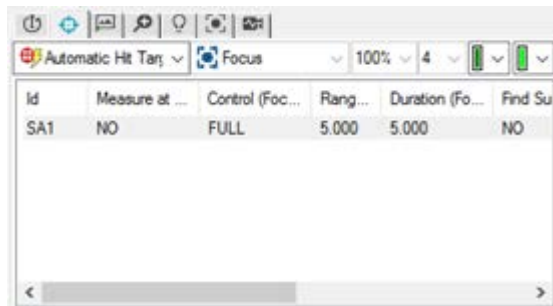 Automatic Hit Tarç Focus 100% 4
Id Measure at ... Control (Foc... Rang... Duration (Fo... Find Su
SA1 NO FULL 5.000 5.000 NO